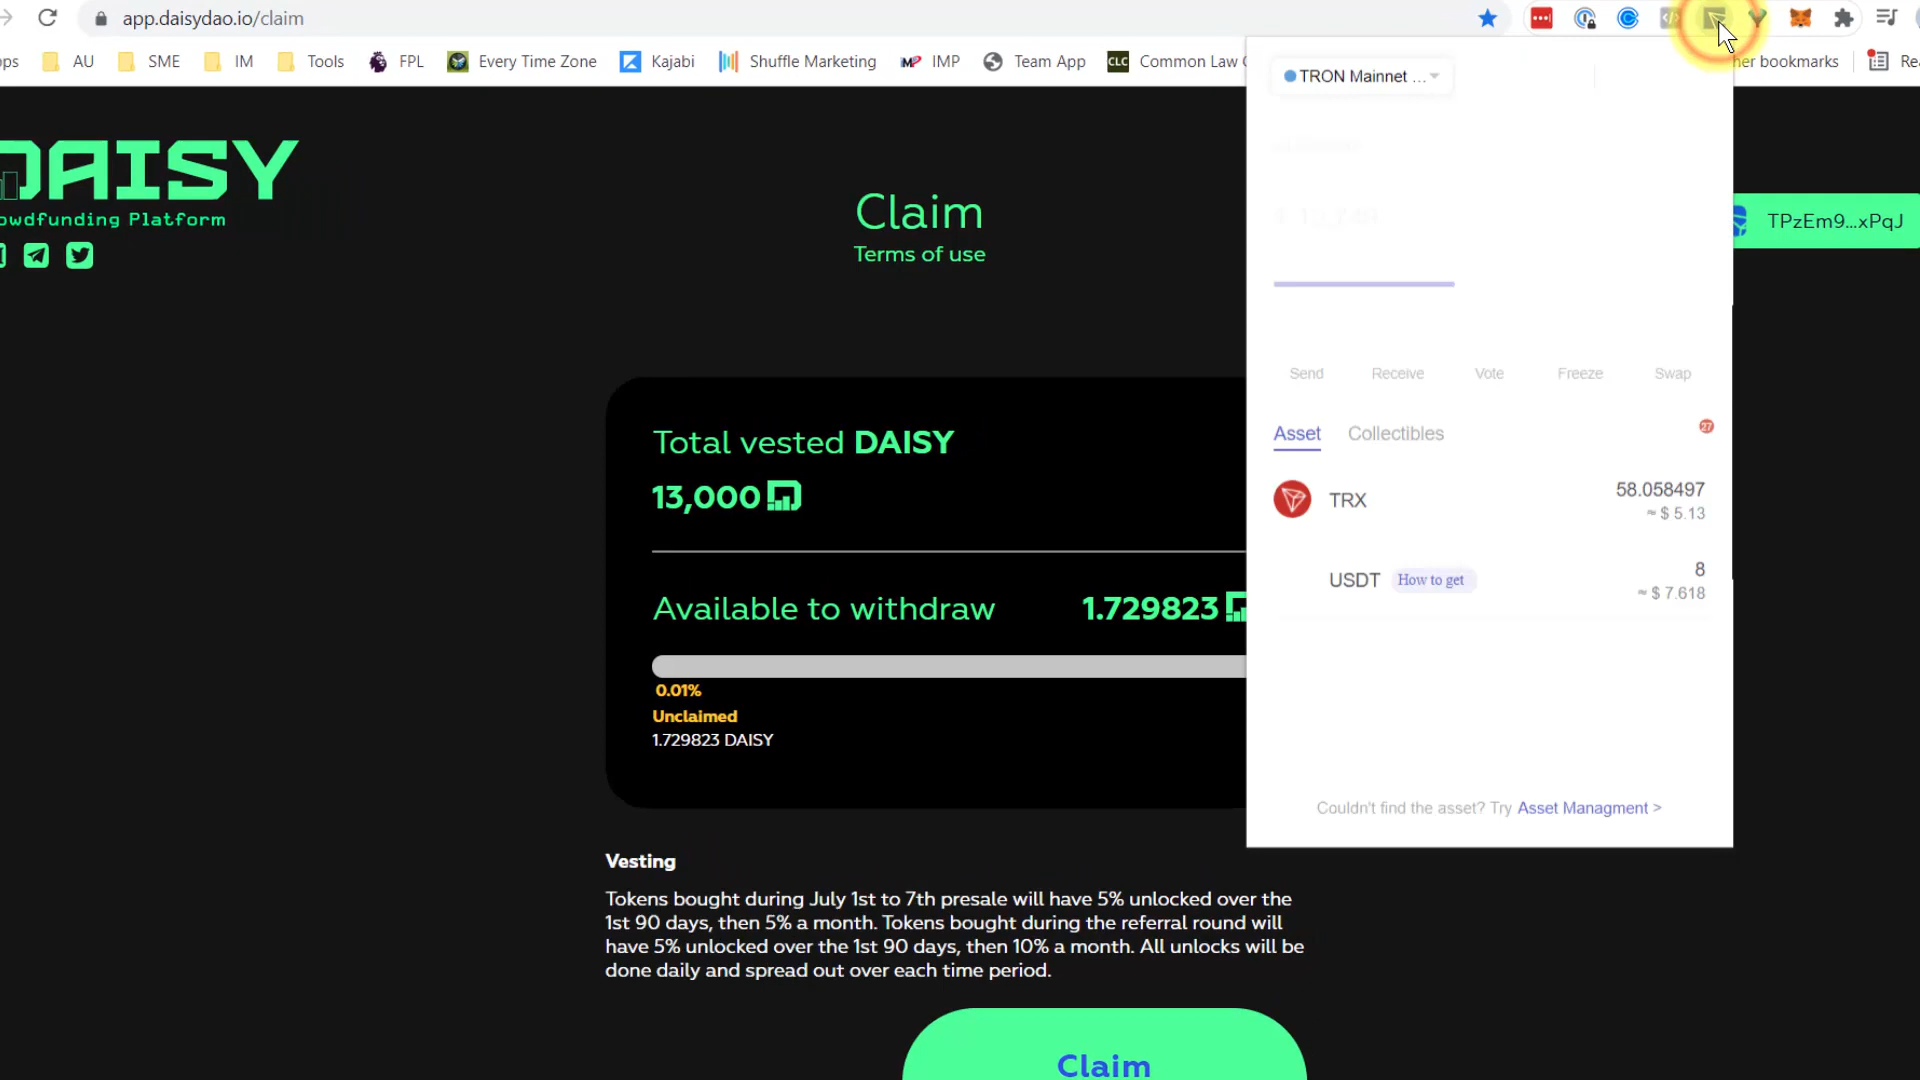 app.daisydao.io/claim
AU SME IM Tools FPL Every Time Zone Kajabi Shuffle Marketing IMP Team App CLC Common Law
bookmarks
TRON Mainnet ...
DAISY
Crowdfunding Platform
Claim
Terms of use
TPzEm9...xPqJ
Send Receive Vote Freeze Swap
Asset Collectibles
27
Total vested DAISY
13,000
TRX 58.058497
≈ $ 5.13
USDT How to get 8
≈ $ 7.618
Available to withdraw 1.729823
0.01%
Unclaimed
1.729823 DAISY
Couldn't find the asset? Try Asset Managment >
Vesting
Tokens bought during July 1st to 7th presale will have 5% unlocked over the
1st 90 days, then 5% a month. Tokens bought during the referral round will
have 5% unlocked over the 1st 90 days, then 10% a month. All unlocks will be
done daily and spread out over each time period.
Claim